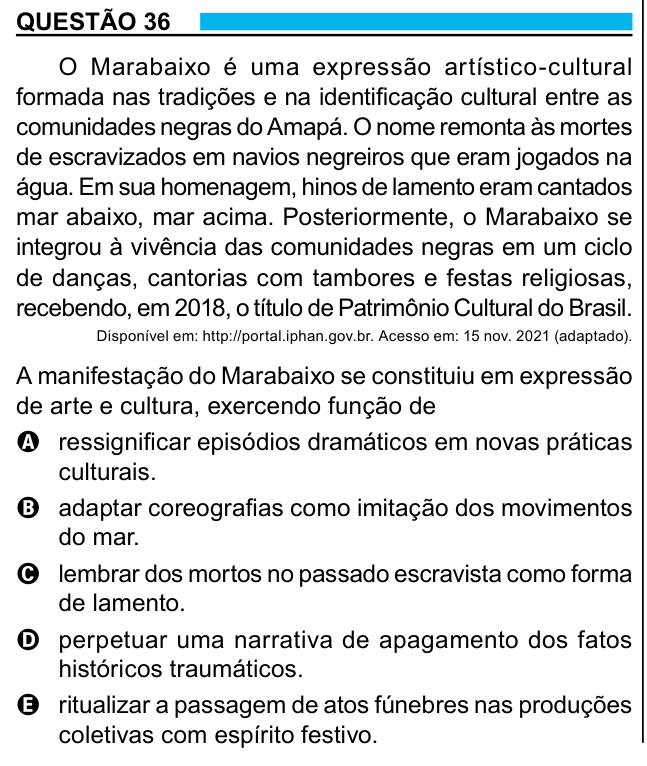 QUESTÃO 36
O Marabaixo é uma expressão artístico-cultural
formada nas tradições e na identificação cultural entre as
comunidades negras do Amapá. O nome remonta às mortes
de escravizados em navios negreiros que eram jogados na
água. Em sua homenagem, hinos de lamento eram cantados
mar abaixo, mar acima. Posteriormente, o Marabaixo se
integrou à vivência das comunidades negras em um ciclo
de danças, cantorias com tambores e festas religiosas,
recebendo, em 2018, o título de Patrimônio Cultural do Brasil.
Disponível em: http://portal.iphan.gov.br. Acesso em: 15 nov. 2021 (adaptado).
A manifestação do Marabaixo se constituiu em expressão
de arte e cultura, exercendo função de
A ressignificar episódios dramáticos em novas práticas
culturais.
B adaptar coreografias como imitação dos movimentos
do mar.
C lembrar dos mortos no passado escravista como forma
de lamento.
D perpetuar uma narrativa de apagamento dos fatos
históricos traumáticos.
E ritualizar a passagem de atos fúnebres nas produções
coletivas com espírito festivo.